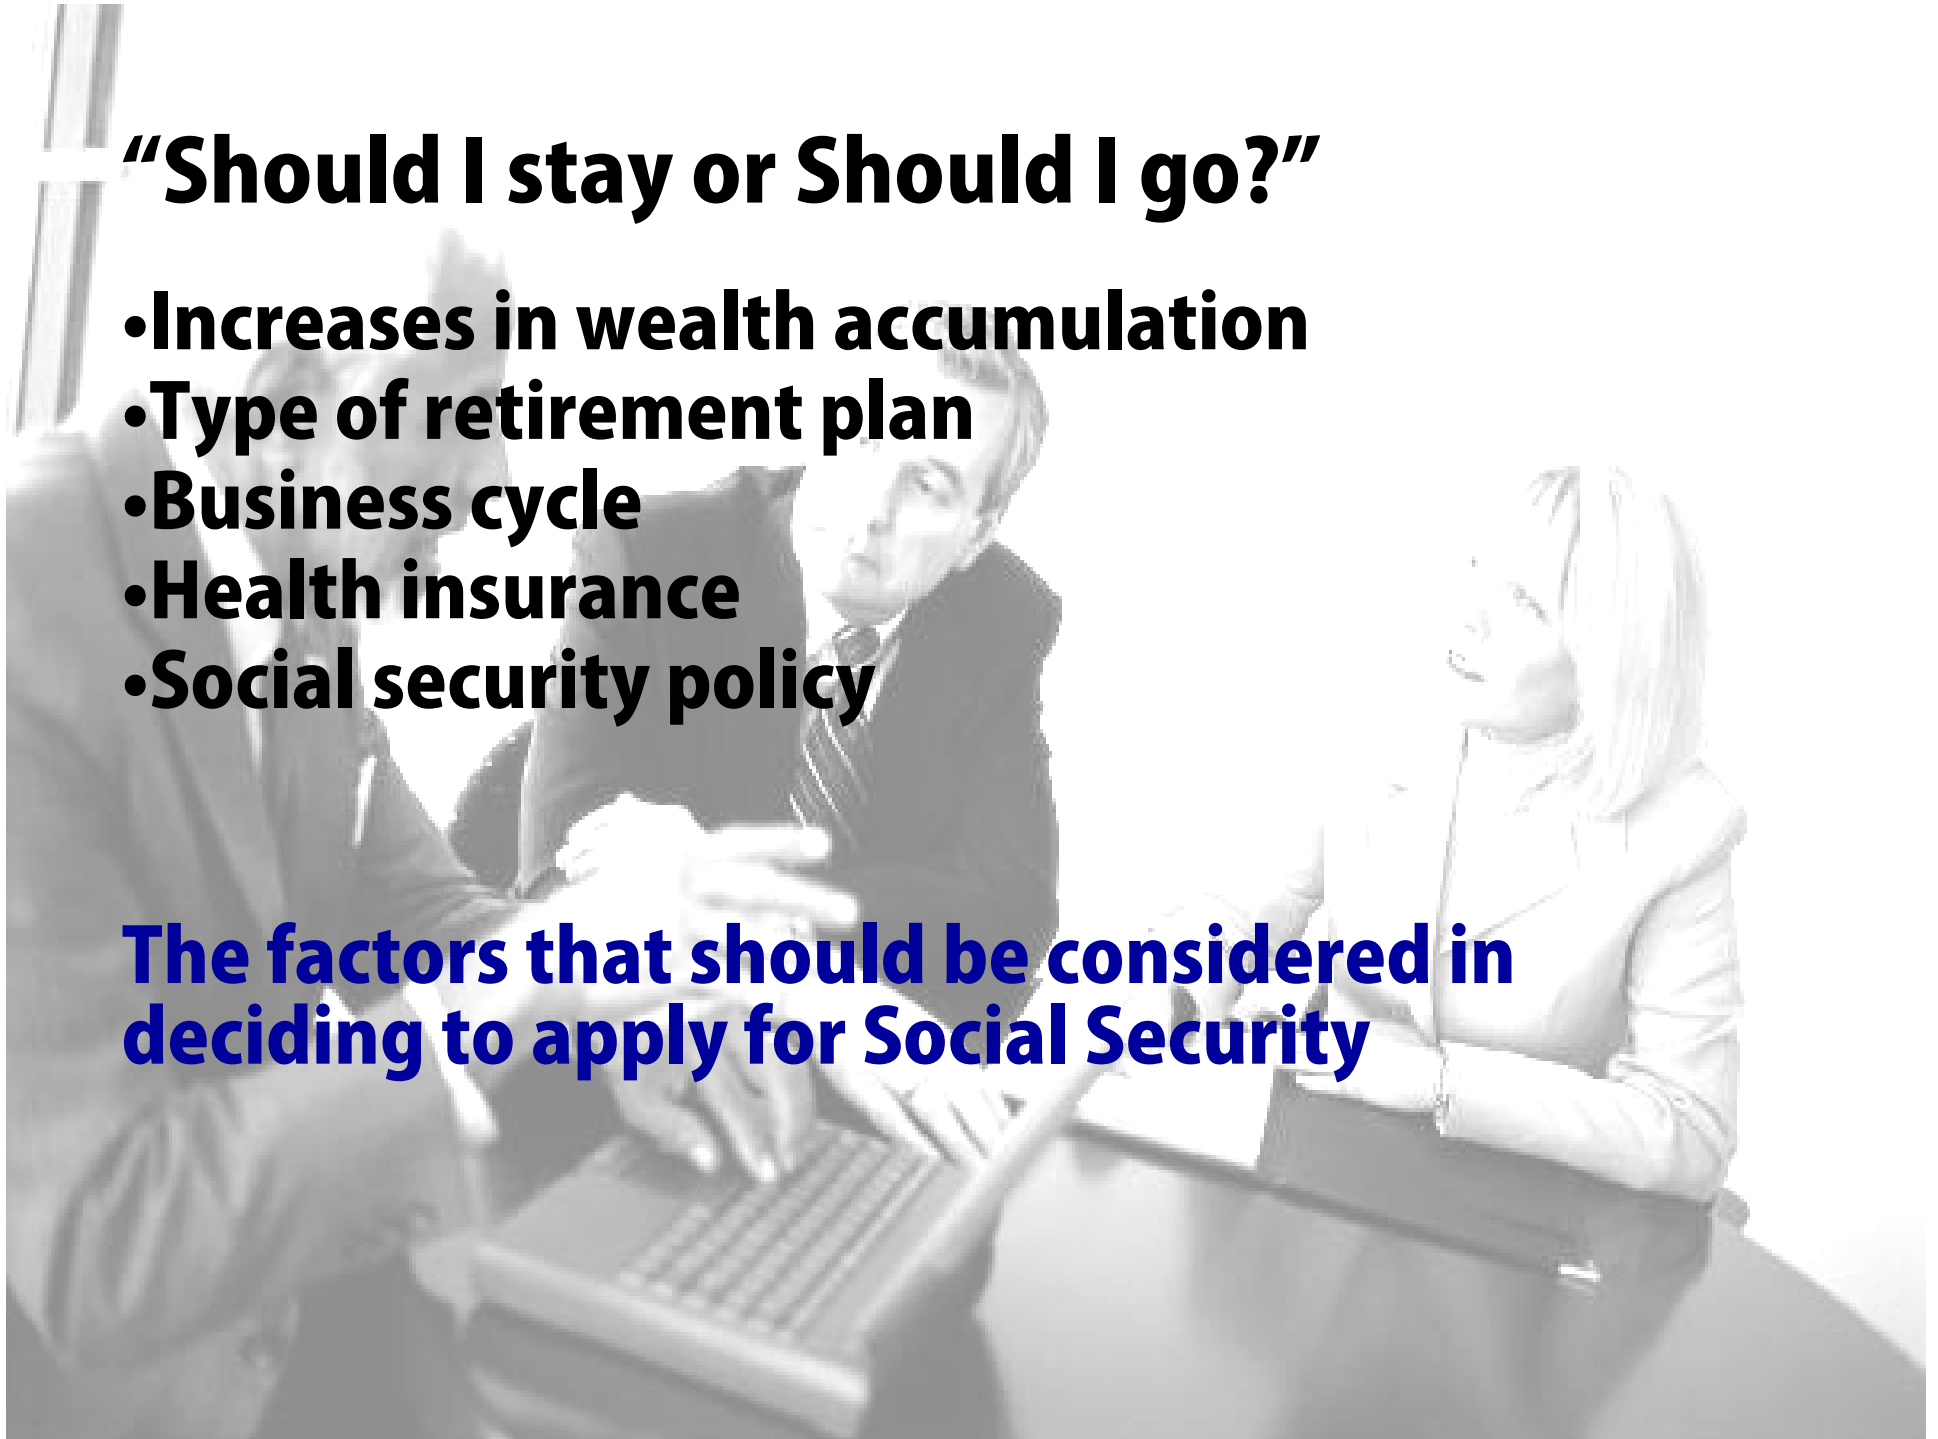 “Should I stay or Should I go?”
•Increases in wealth accumulation
•Type of retirement plan
•Business cycle
•Health insurance
•Social security policy
The factors that should be considered in
deciding to apply for Social Security